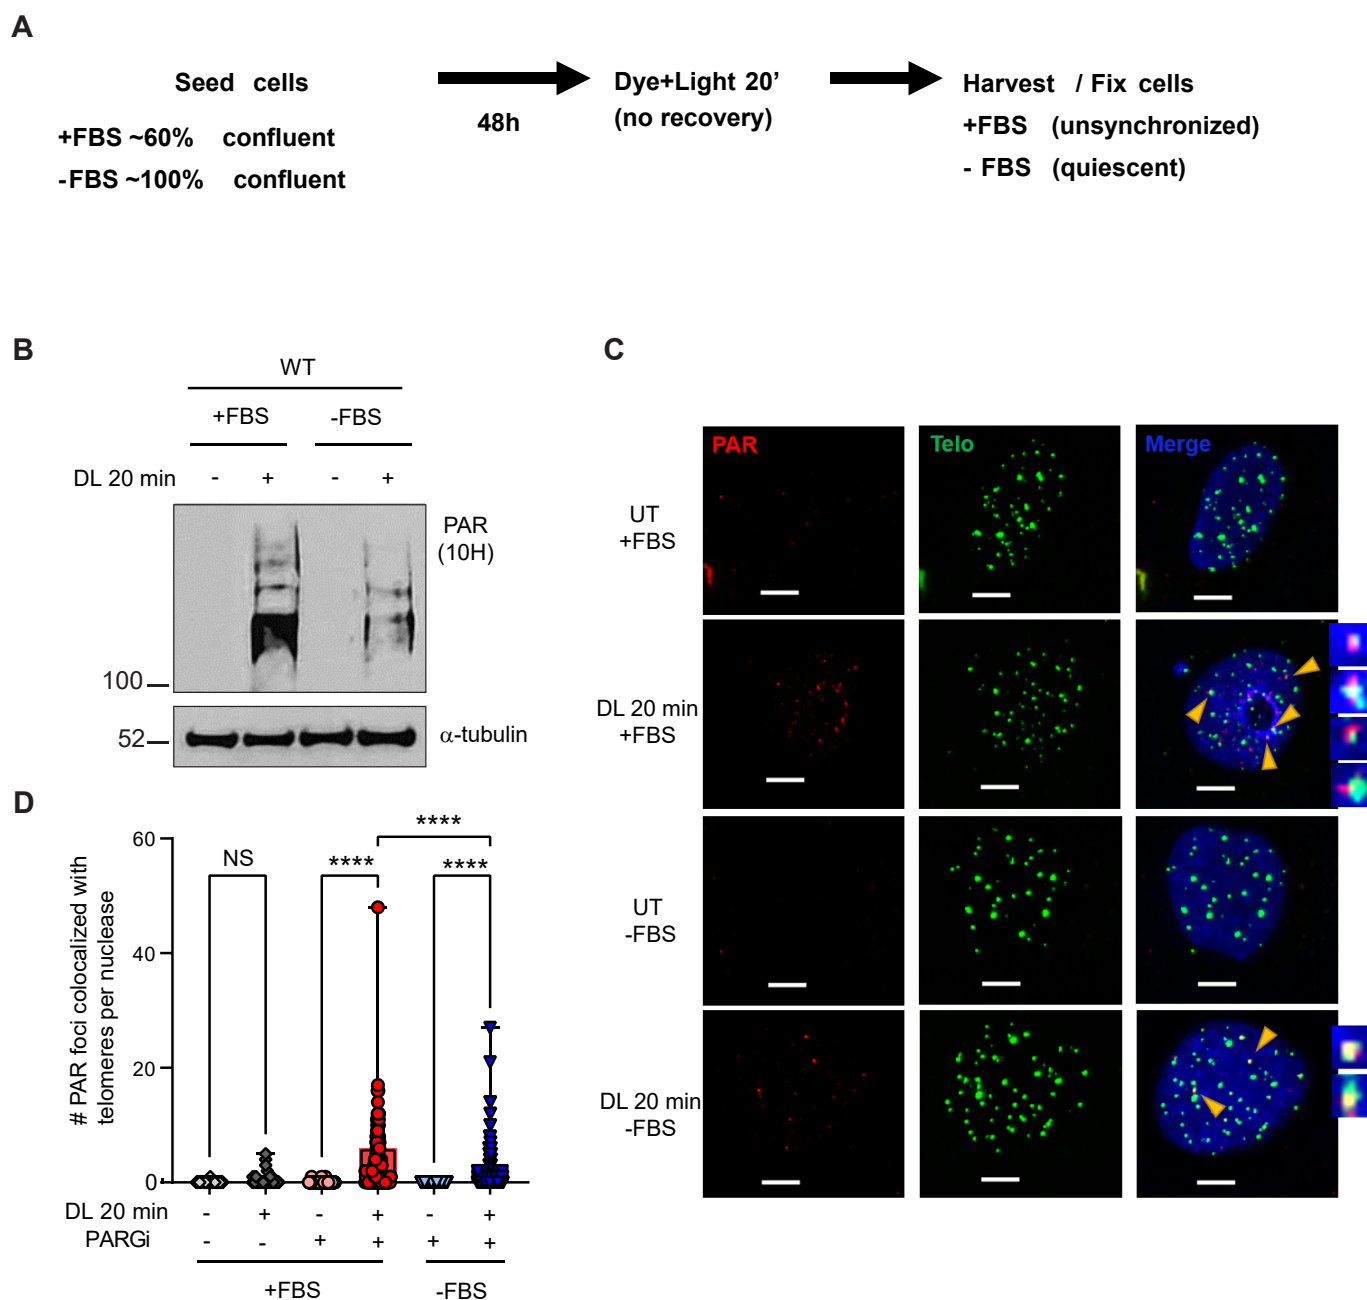 A
Seed cells
+FBS ~60% confluent
-FBS ~100% confluent
48h
Dye+Light 20'
(no recovery)
Harvest / Fix cells
+FBS (unsynchronized)
- FBS (quiescent)
B
WT
+FBS -FBS
DL 20 min - + - +
PAR
(10H)
100
52
α-tubulin
C
PAR Telo Merge
UT
+FBS
DL 20 min
+FBS
UT
-FBS
DL 20 min
-FBS
D
# PAR foci colocalized with
telomeres per nuclease
60
40
20
0
NS **** **** ****
DL 20 min - + - + - +
PARGi - - + + + +
+FBS -FBS